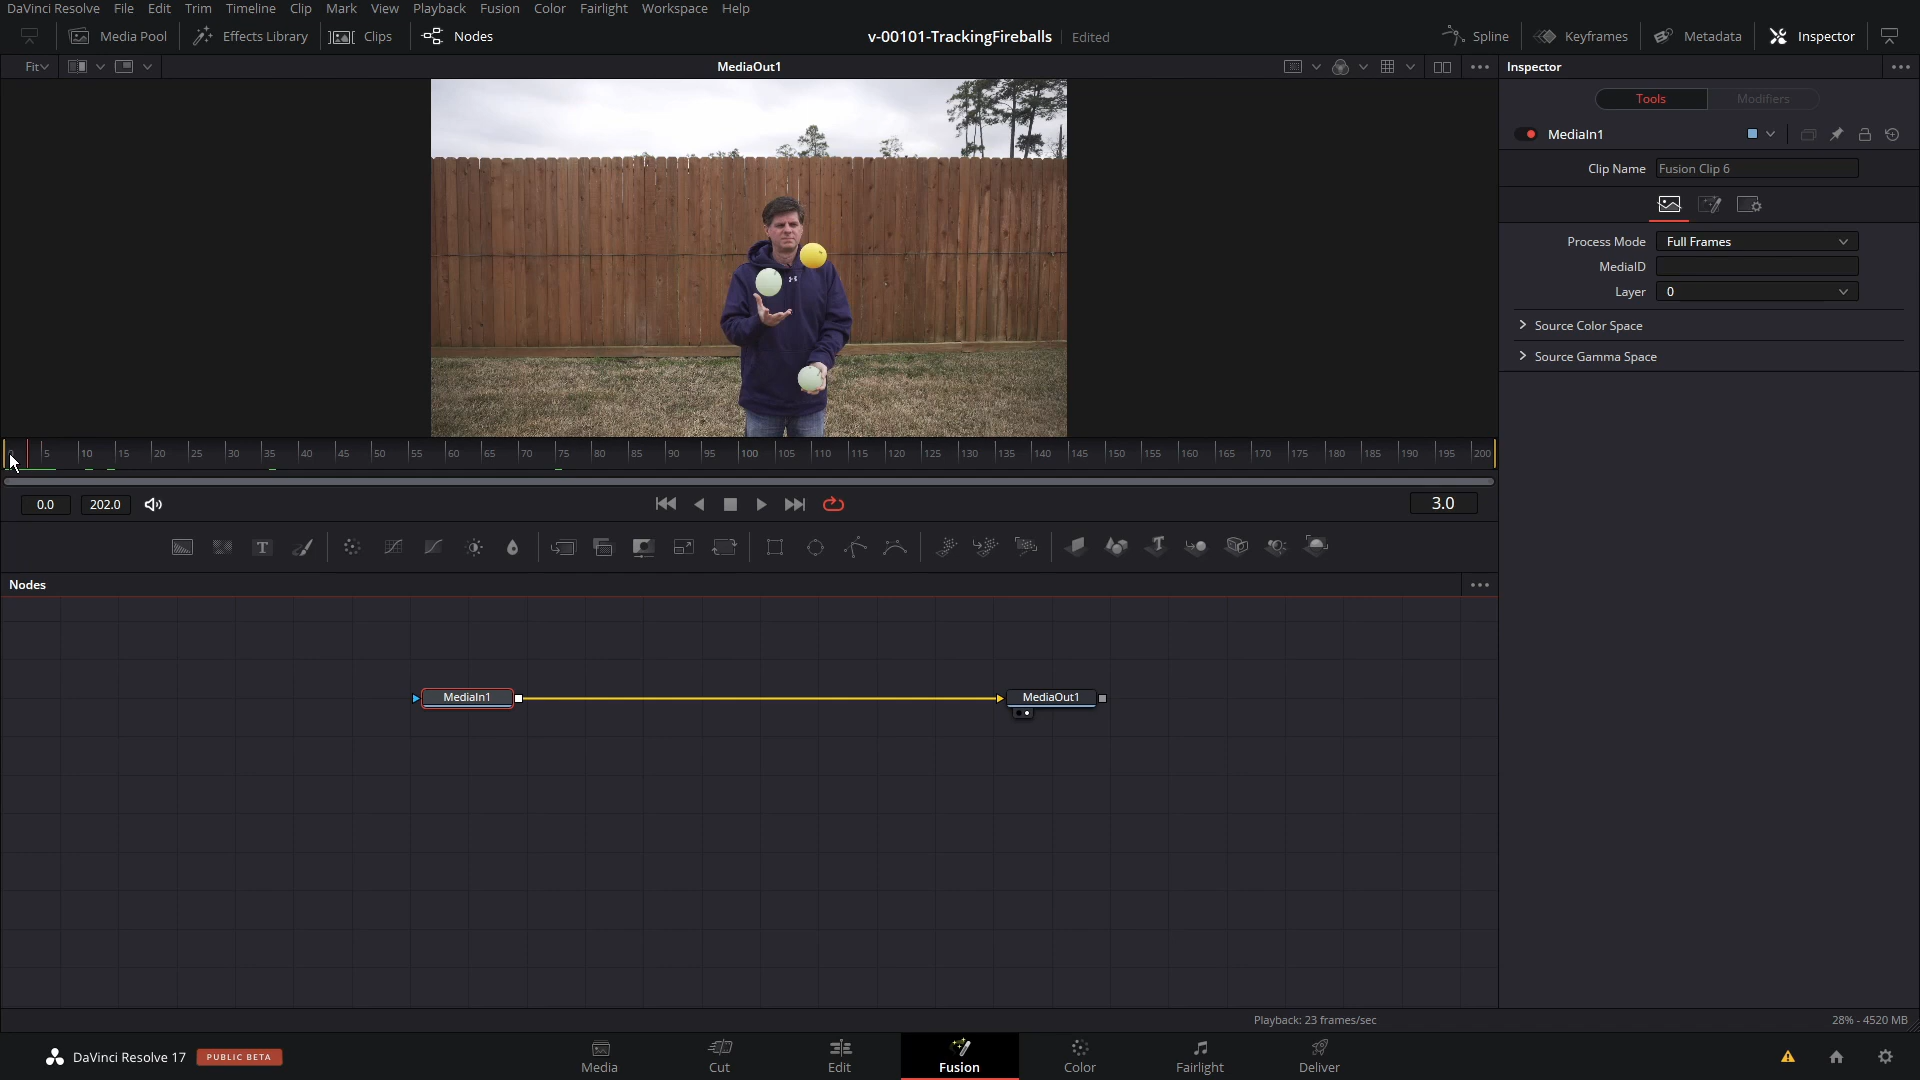 DaVinci Resolve File Edit Trim Timeline Clip Mark View Playback Fusion Color Fairlight Workspace Help
Media Pool Effects Library Clips Nodes v-00101-TrackingFireballs Edited Spline Keyframes Metadata Inspector
Fit MediaOut1 Inspector
Tools Modifiers
MediaIn1
Clip Name Fusion Clip 6
Process Mode Full Frames
MediaID
Layer 0
Source Color Space
Source Gamma Space
5 10 15 20 25 30 35 40 45 50 55 60 65 70 75 80 85 90 95 100 105 110 115 120 125 130 135 140 145 150 155 160 165 170 175 180 185 190 195 200
0.0 202.0 3.0
T
Nodes
MediaIn1 MediaOut1
Playback: 23 frames/sec 28% - 4520 MB
DaVinci Resolve 17 PUBLIC BETA
Media Cut Edit Fusion Color Fairlight Deliver